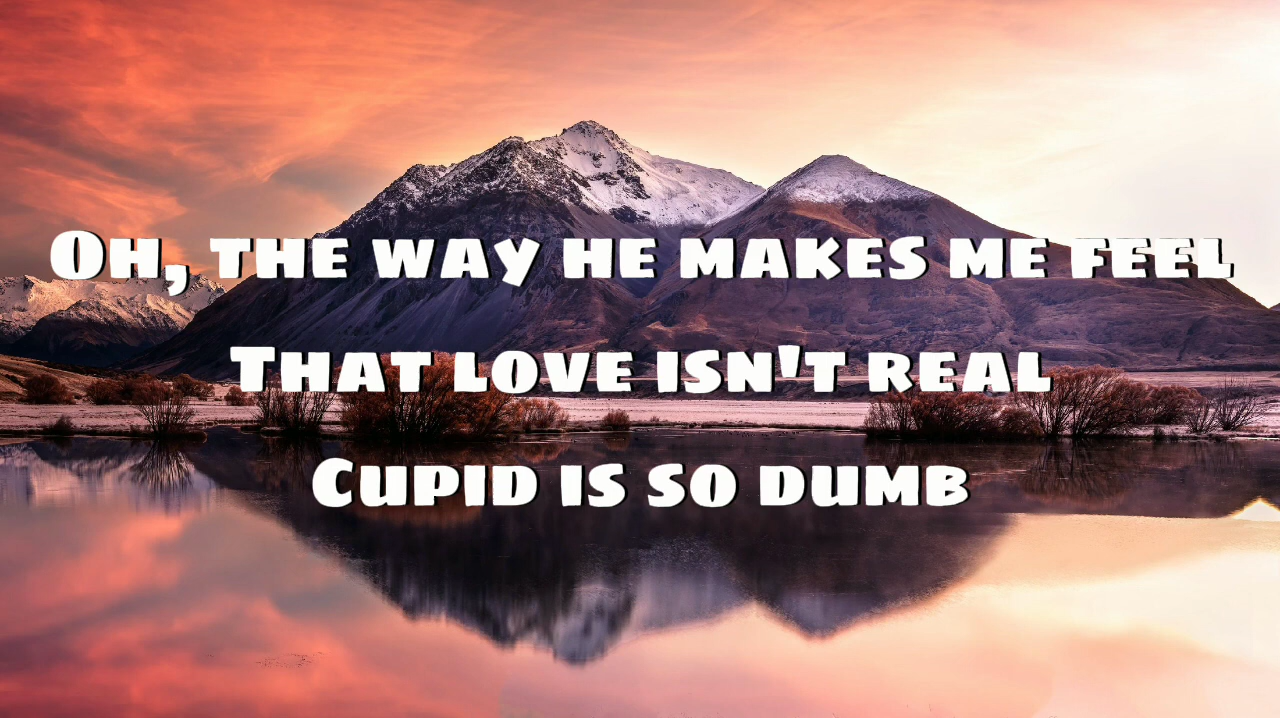 Oh, the way he makes me feel
That love isn't real
Cupid is so dumb